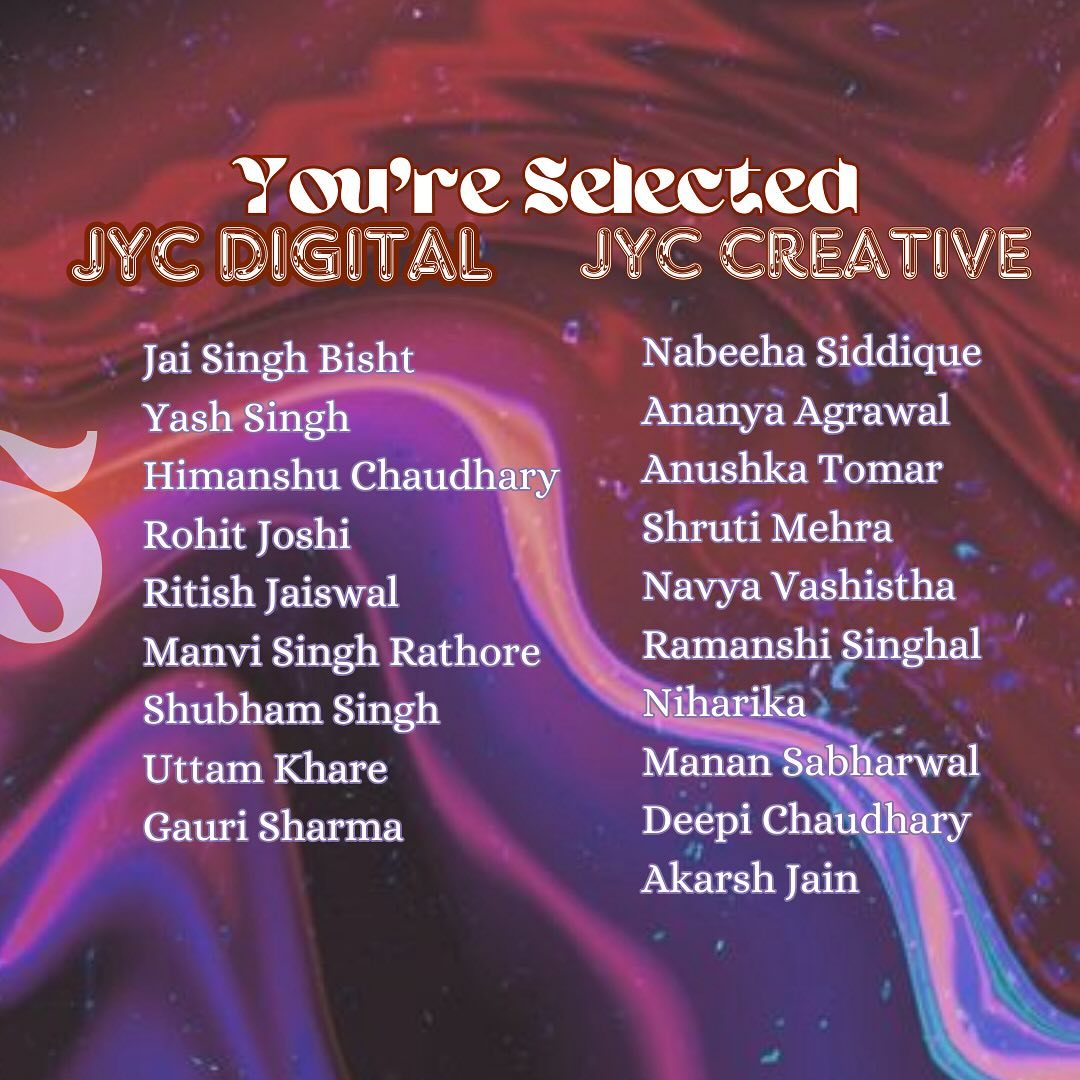 You're Selected
JYC DIGITAL
Jai Singh Bisht
Yash Singh
Himanshu Chaudhary
Rohit Joshi
Ritish Jaiswal
Manvi Singh Rathore
Shubham Singh
Uttam Khare
Gauri Sharma
JYC CREATIVE
Nabeeha Siddique
Ananya Agrawal
Anushka Tomar
Shruti Mehra
Navya Vashistha
Ramanshi Singhal
Niharika
Manan Sabharwal
Deepi Chaudhary
Akarsh Jain